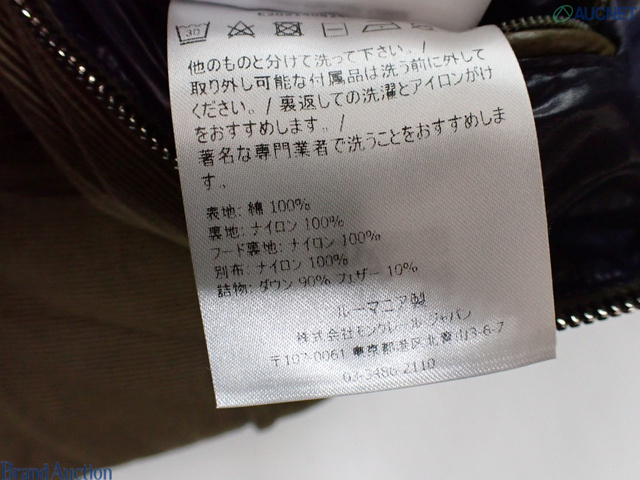 AUCNET
他のものと分けて洗って下さい。/
取り外し可能な付属品は洗う前に外して
ください。/ 裏返しての洗濯とアイロンがけ
をおすすめします。/
著名な専門業者で洗うことをおすすめしま
す。
表地: 綿 100%
裏地: ナイロン 100%
フード裏地: ナイロン 100%
別布: ナイロン 100%
詰物: ダウン 90% フェザー 10%
ルーマニア製
株式会社モンクレール ジャパン
〒107-0061 東京都港区北青山3-6-7
03-3486-2110
Brand Auction